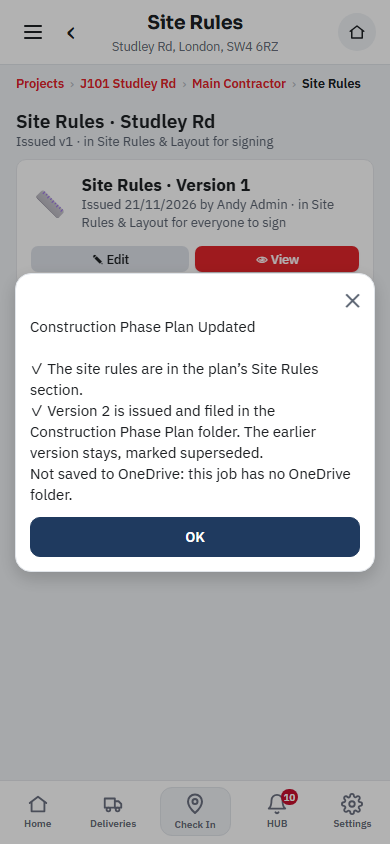 Site Rules
Studley Rd, London, SW4 6RZ
Projects › J101 Studley Rd › Main Contractor › Site Rules
Site Rules · Studley Rd
Issued v1 · in Site Rules & Layout for signing
Site Rules · Version 1
Issued 21/11/2026 by Andy Admin · in Site
Rules & Layout for everyone to sign
Edit
View
Construction Phase Plan Updated
✓ The site rules are in the plan’s Site Rules
section.
✓ Version 2 is issued and filed in the
Construction Phase Plan folder. The earlier
version stays, marked superseded.
Not saved to OneDrive: this job has no OneDrive
folder.
OK
10
Home
Deliveries
Check In
HUB
Settings